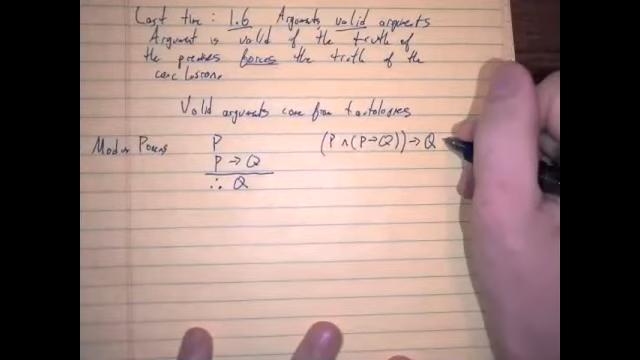 Last time: 1.6 Arguments, valid arguments
Argument is valid if the truth of
the premises forces the truth of the
conclusion.
Valid arguments come from tautologies
Modus Ponens P (P ∧ (P → Q)) → Q
P → Q
∴ Q